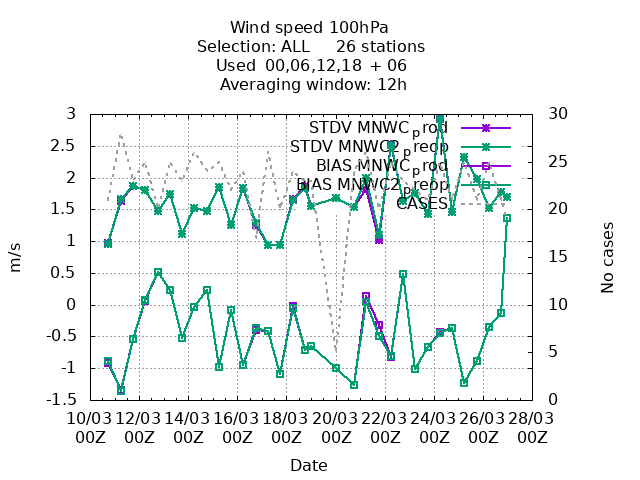 Wind speed 100hPa
Selection: ALL 26 stations
Used 00,06,12,18 + 06
Averaging window: 12h
STDV MNWC_prod
STDV MNWC2_preop
BIAS MNWC_prod
BIAS MNWC2_preop
CASES
3
2.5
2
1.5
1
0.5
0
-0.5
-1
-1.5
m/s
30
25
20
15
10
5
0
No cases
10/03 12/03 14/03 16/03 18/03 20/03 22/03 24/03 26/03 28/03
00Z 00Z 00Z 00Z 00Z 00Z 00Z 00Z 00Z 00Z
Date